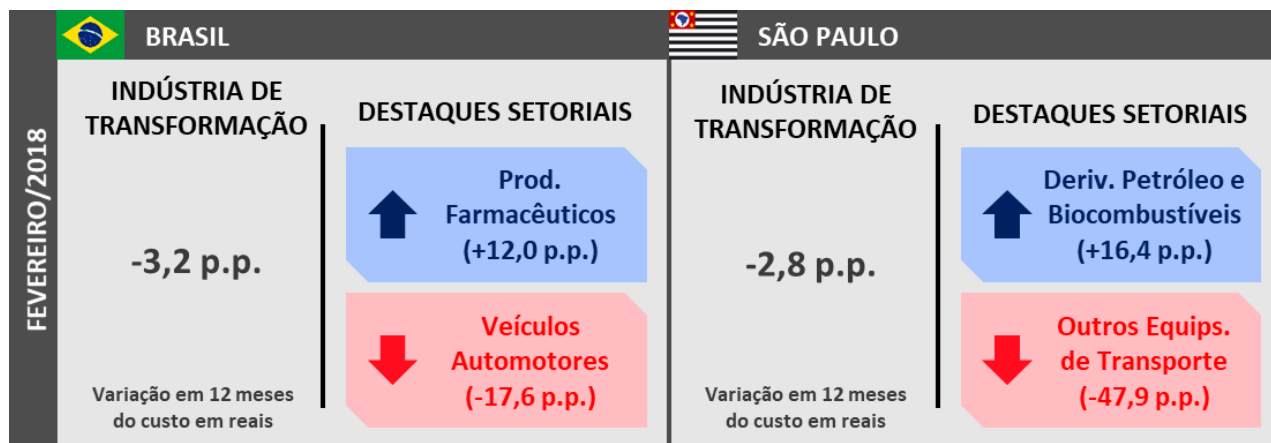 FEVEREIRO/2018
BRASIL
INDÚSTRIA DE
TRANSFORMAÇÃO
-3,2 p.p.
Variação em 12 meses
do custo em reais
DESTAQUES SETORIAIS
Prod.
Farmacêuticos
(+12,0 p.p.)
Veículos
Automotores
(-17,6 p.p.)
SÃO PAULO
INDÚSTRIA DE
TRANSFORMAÇÃO
-2,8 p.p.
Variação em 12 meses
do custo em reais
DESTAQUES SETORIAIS
Deriv. Petróleo e
Biocombustíveis
(+16,4 p.p.)
Outros Equips.
de Transporte
(-47,9 p.p.)